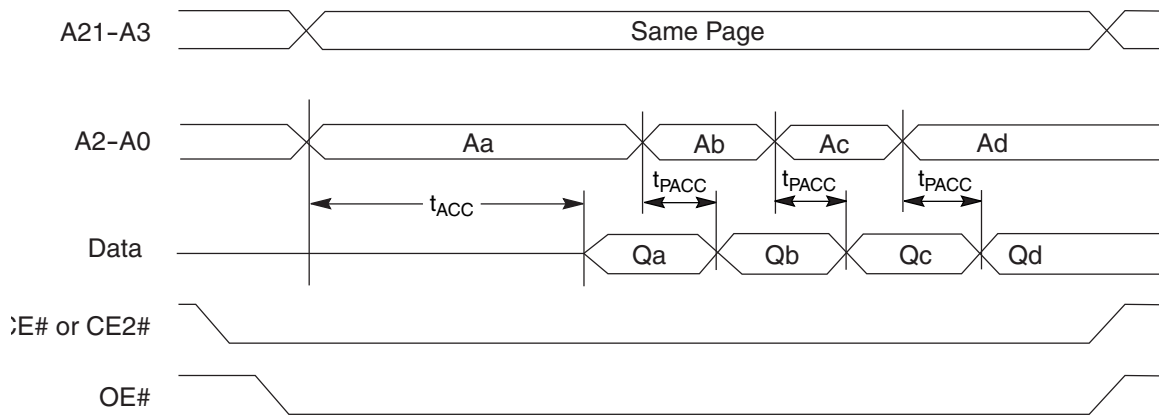 A21-A3 Same Page
A2-A0 Aa Ab Ac Ad
tACC tPACC tPACC tPACC
Data Qa Qb Qc Qd
CE# or CE2#
OE#